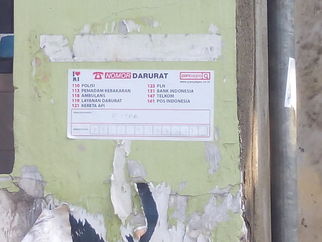 I ♥ RI
NOMOR DARURAT
110 POLISI
113 PEMADAM KEBAKARAN
118 AMBULANS
119 LAYANAN DARURAT
121 KERETA API
123 PLN
131 BANK INDONESIA
147 TELKOM
161 POS INDONESIA